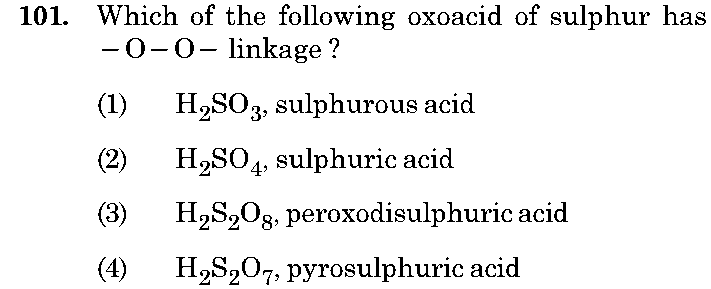 101. Which of the following oxoacid of sulphur has
–O–O– linkage ?
(1) H₂SO₃, sulphurous acid
(2) H₂SO₄, sulphuric acid
(3) H₂S₂O₈, peroxodisulphuric acid
(4) H₂S₂O₇, pyrosulphuric acid